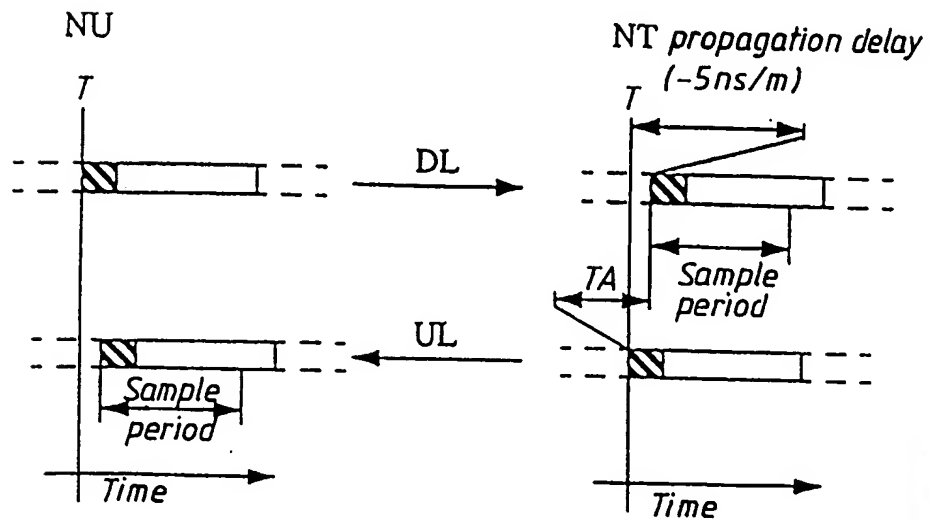 NU
NT propagation delay
(-5ns/m)
T
T
DL
TA
Sample
period
UL
Sample
period
Time
Time